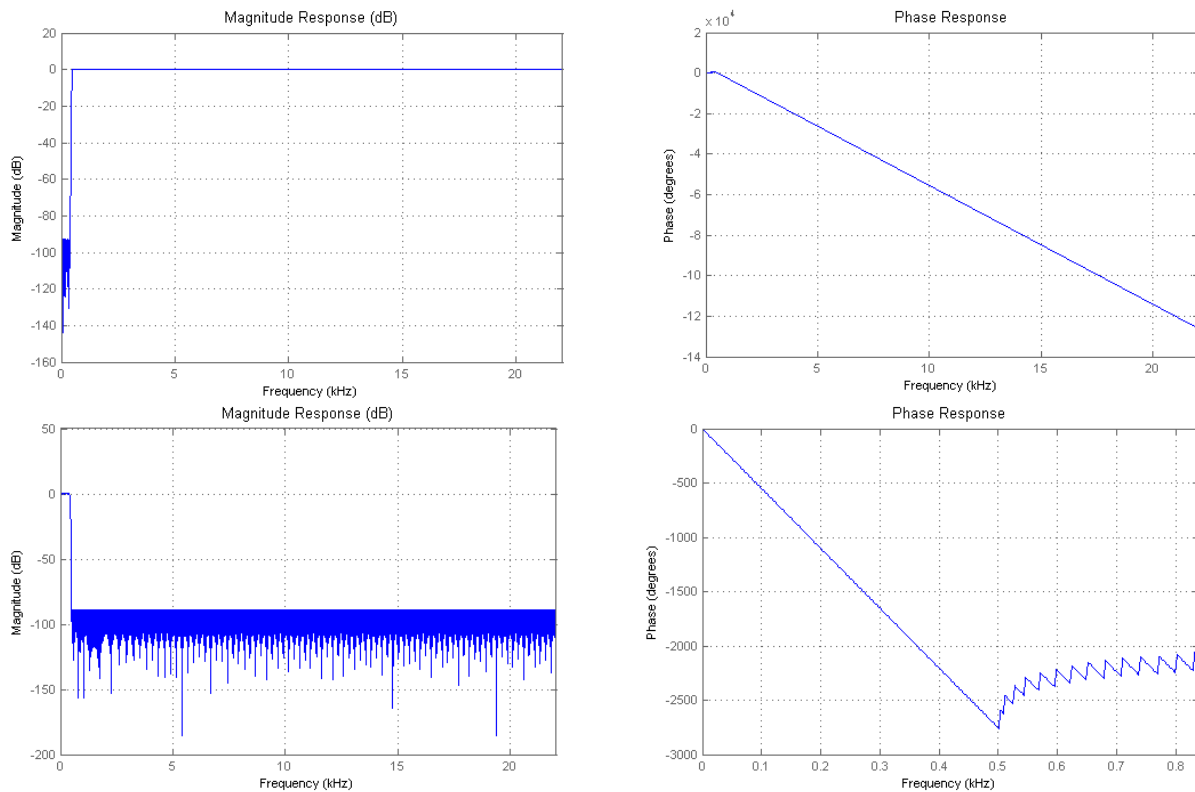 Magnitude Response (dB)
20
0
-20
-40
-60
-80
-100
-120
-140
-160
Magnitude (dB)
0 5 10 15 20
Frequency (kHz)
Phase Response
× 10⁴
2
0
-2
-4
-6
-8
-10
-12
-14
Phase (degrees)
0 5 10 15 20
Frequency (kHz)
Magnitude Response (dB)
50
0
-50
-100
-150
-200
Magnitude (dB)
0 5 10 15 20
Frequency (kHz)
Phase Response
0
-500
-1000
-1500
-2000
-2500
-3000
Phase (degrees)
0 0.1 0.2 0.3 0.4 0.5 0.6 0.7 0.8
Frequency (kHz)